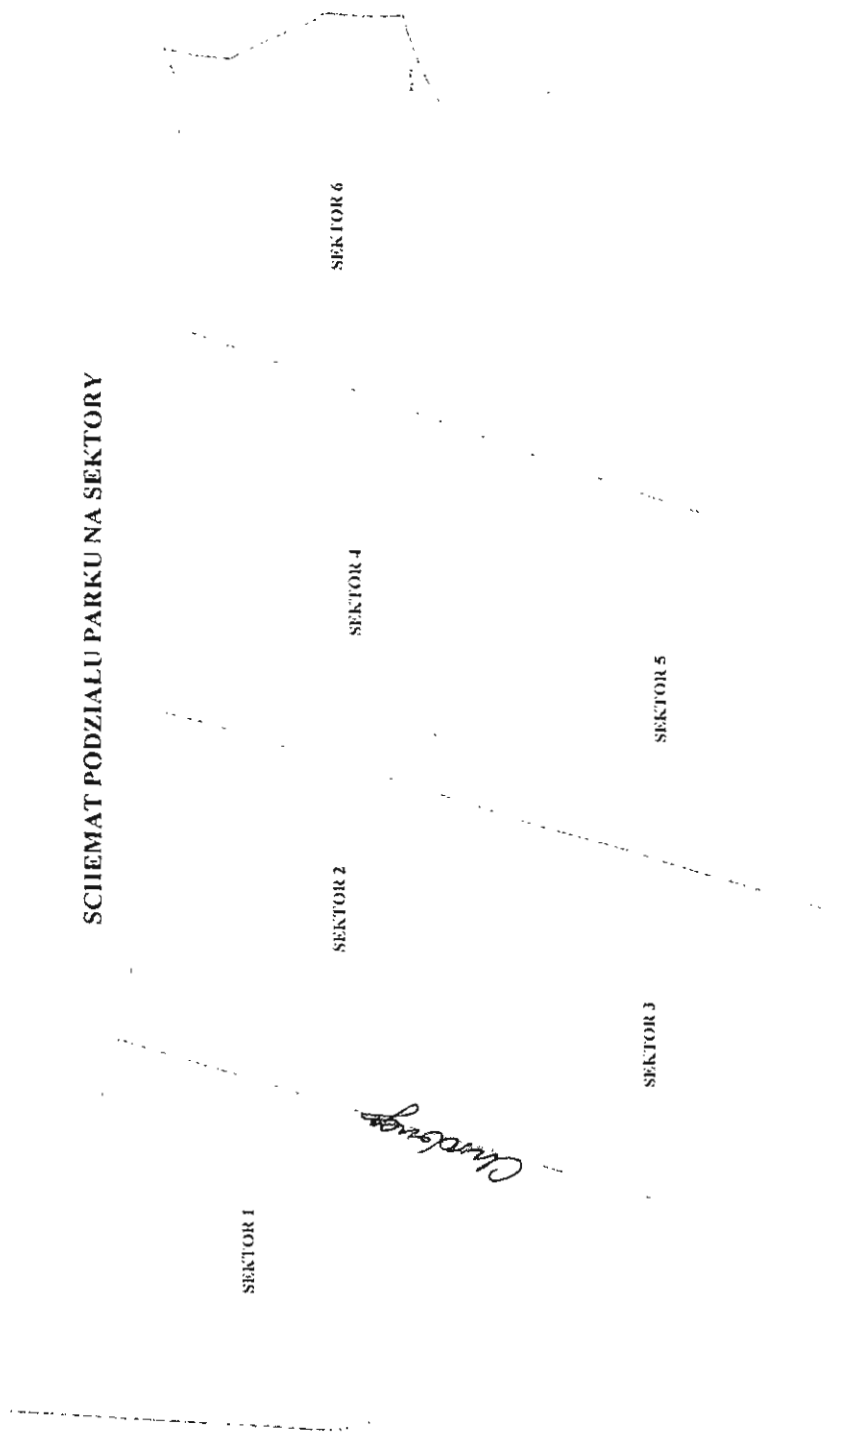 SCHEMAT PODZIAŁU PARKU NA SEKTORY
SEKTOR 1
SEKTOR 2
SEKTOR 3
SEKTOR 4
SEKTOR 5
SEKTOR 6